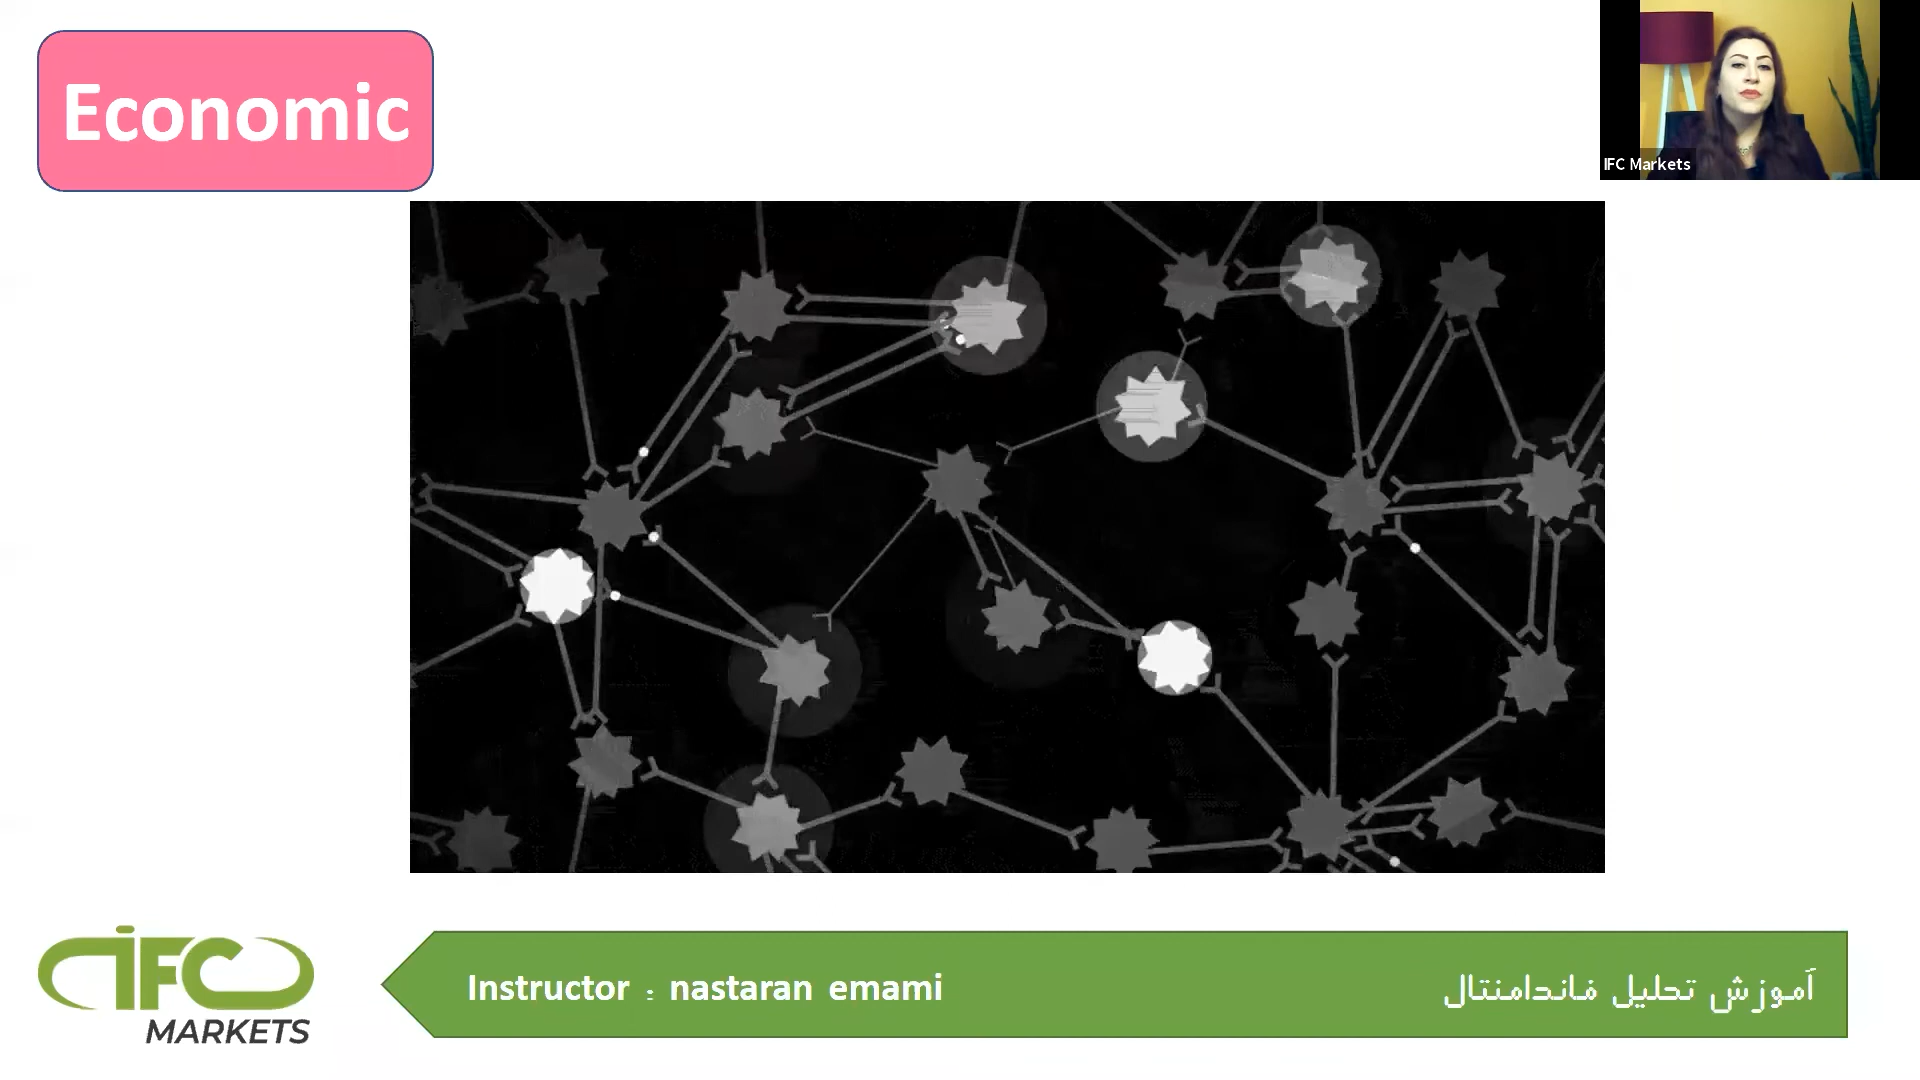 Economic
IFC Markets
iFC
MARKETS
Instructor : nastaran emami
آموزش تحلیل فاندامنتال